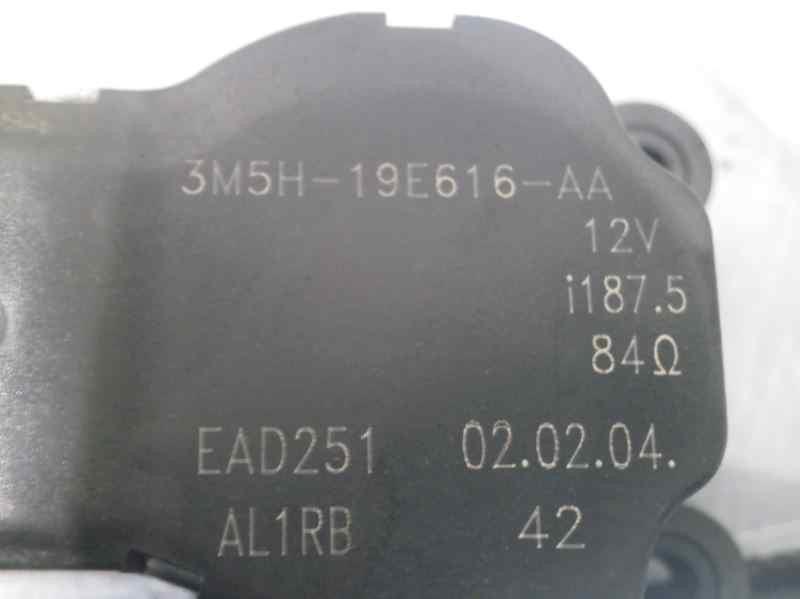 3M5H-19E616-AA
12V
i187.5
84Ω
EAD251 02.02.04.
AL1RB 42